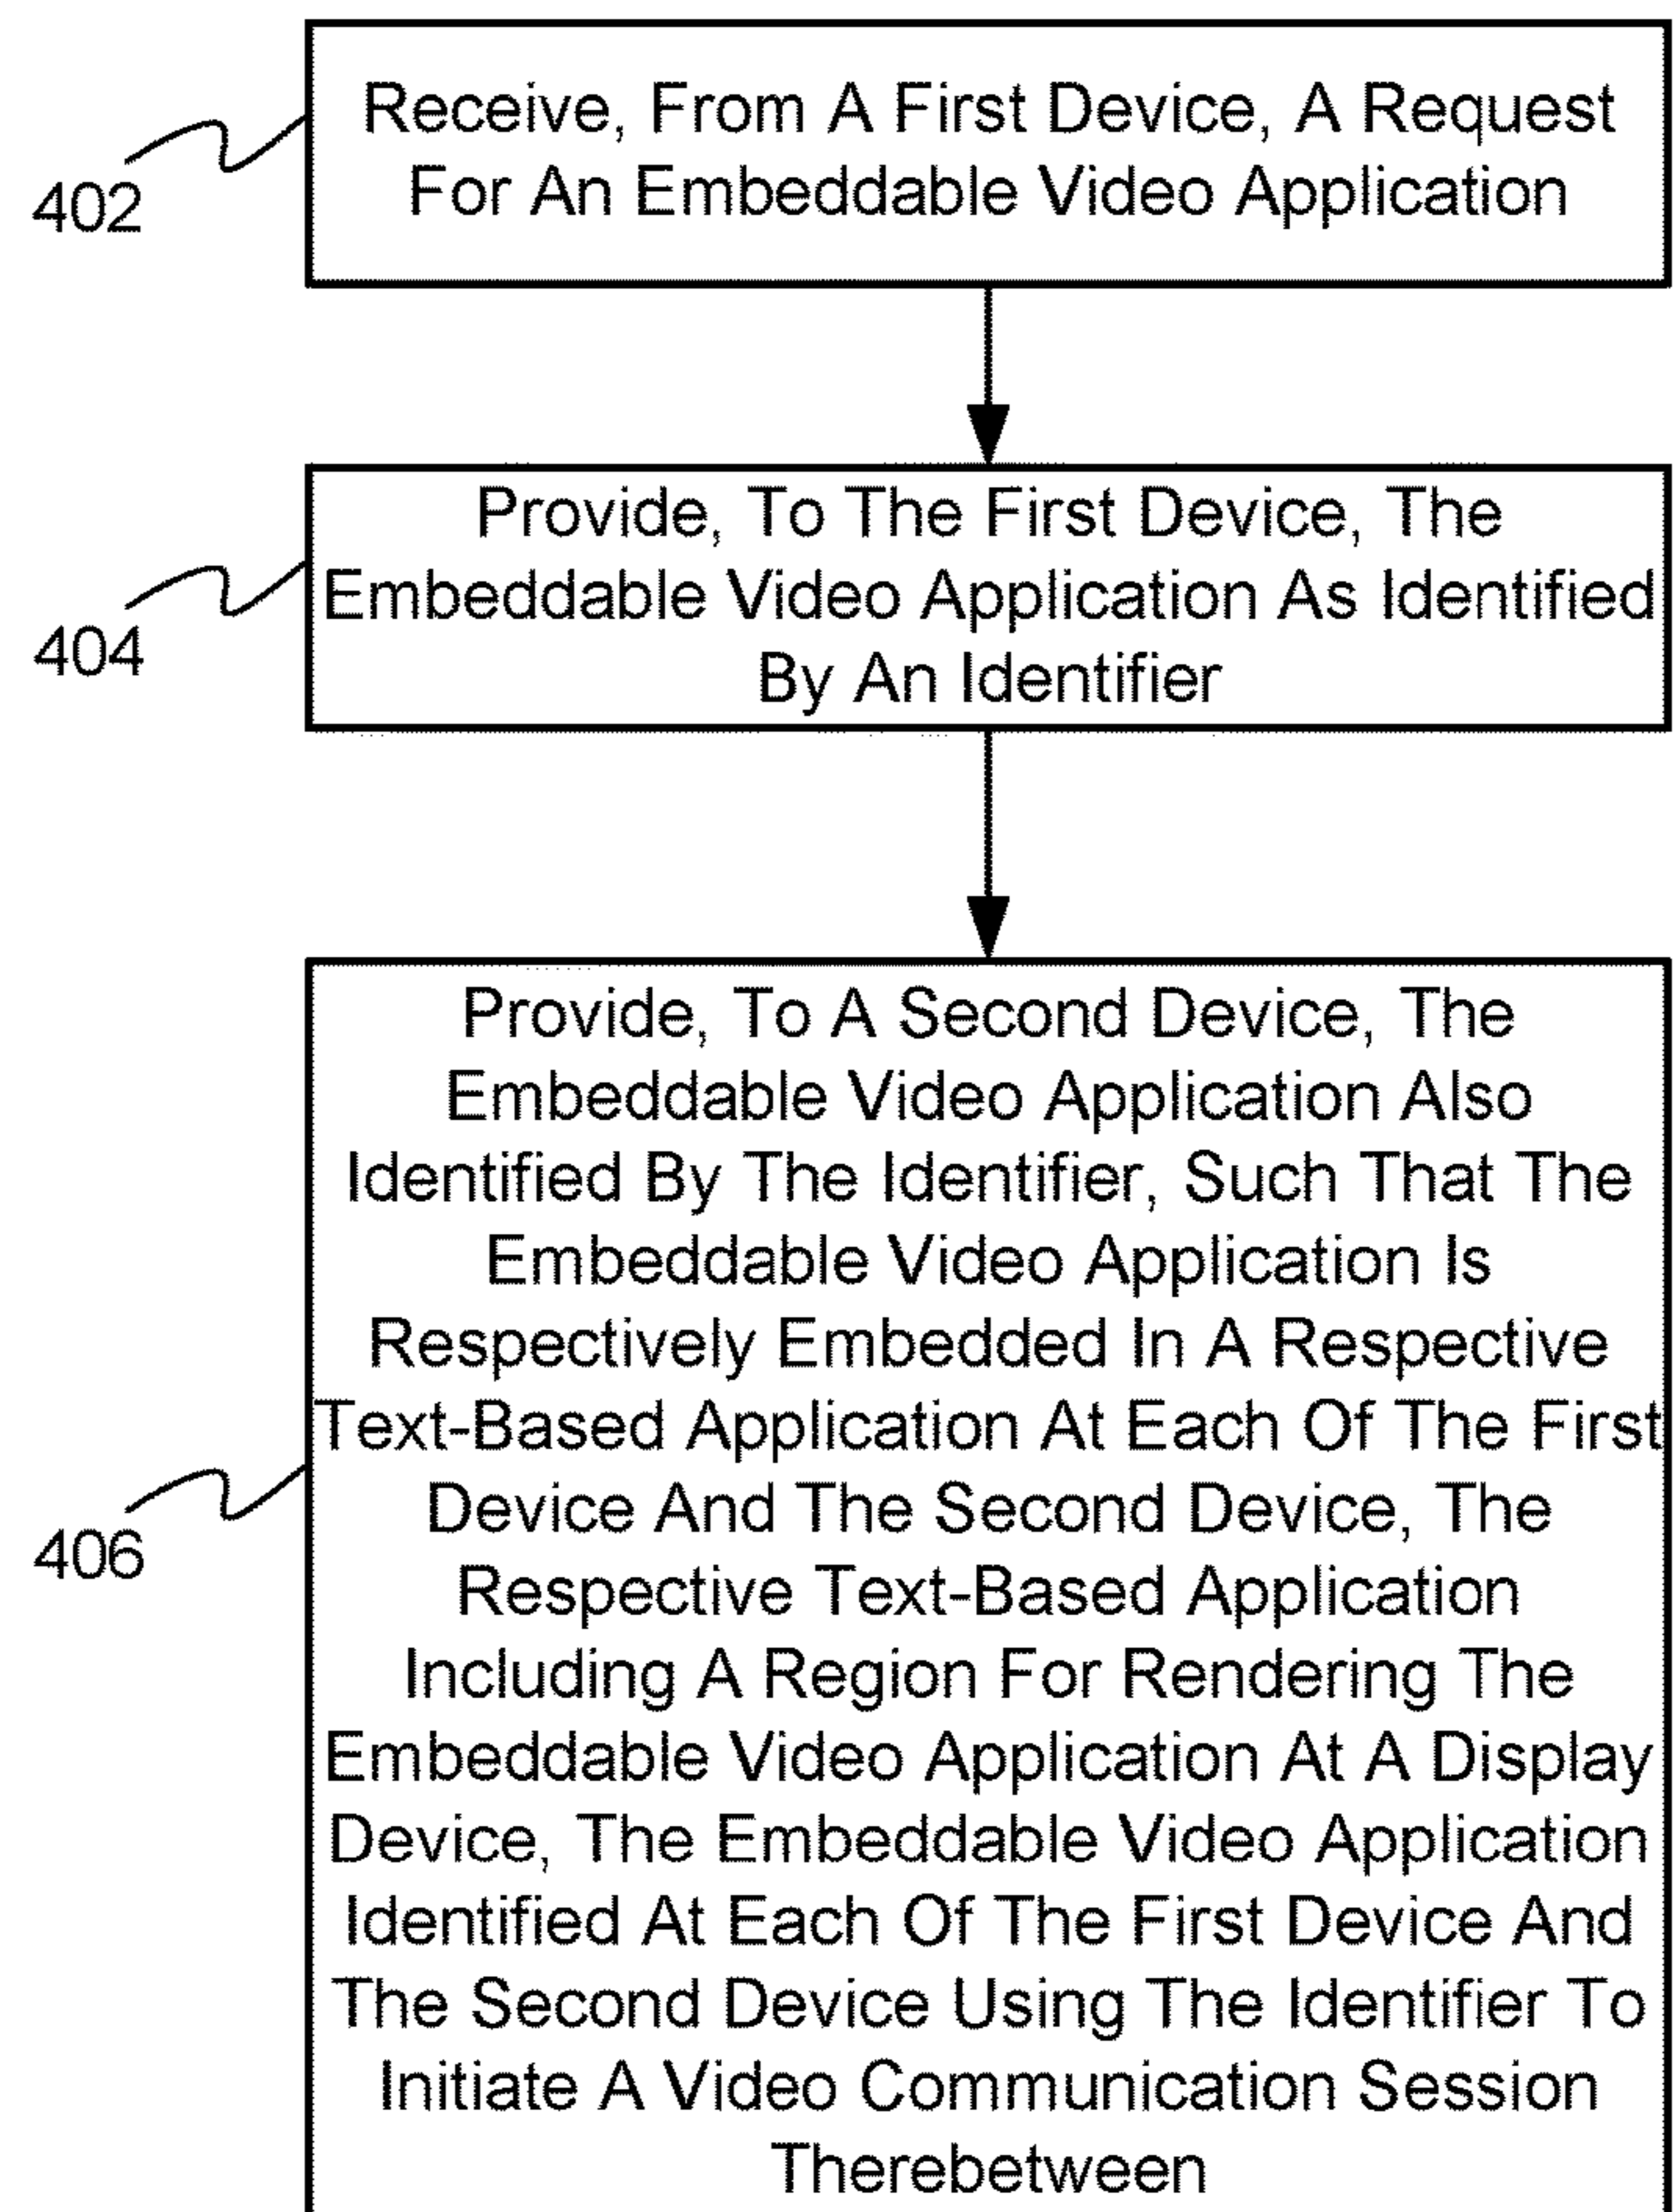 Receive, From A First Device, A Request
For An Embeddable Video Application
402
Provide, To The First Device, The
Embeddable Video Application As Identified
By An Identifier
404
Provide, To A Second Device, The
Embeddable Video Application Also
Identified By The Identifier, Such That The
Embeddable Video Application Is
Respectively Embedded In A Respective
Text-Based Application At Each Of The First
Device And The Second Device, The
Respective Text-Based Application
Including A Region For Rendering The
Embeddable Video Application At A Display
Device, The Embeddable Video Application
Identified At Each Of The First Device And
The Second Device Using The Identifier To
Initiate A Video Communication Session
Therebetween
406